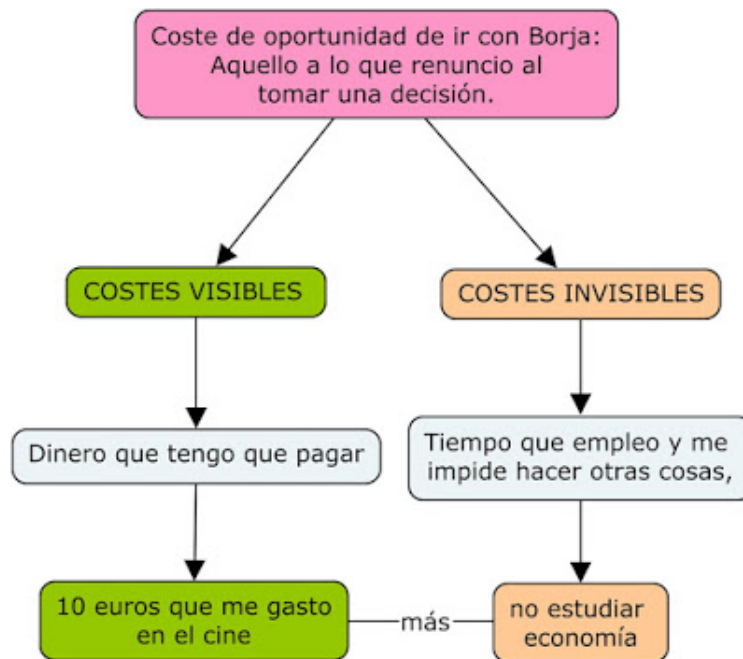 Coste de oportunidad de ir con Borja:
Aquello a lo que renuncio al
tomar una decisión.
COSTES VISIBLES
COSTES INVISIBLES
Dinero que tengo que pagar
Tiempo que empleo y me
impide hacer otras cosas,
10 euros que me gasto
en el cine
más
no estudiar
economía